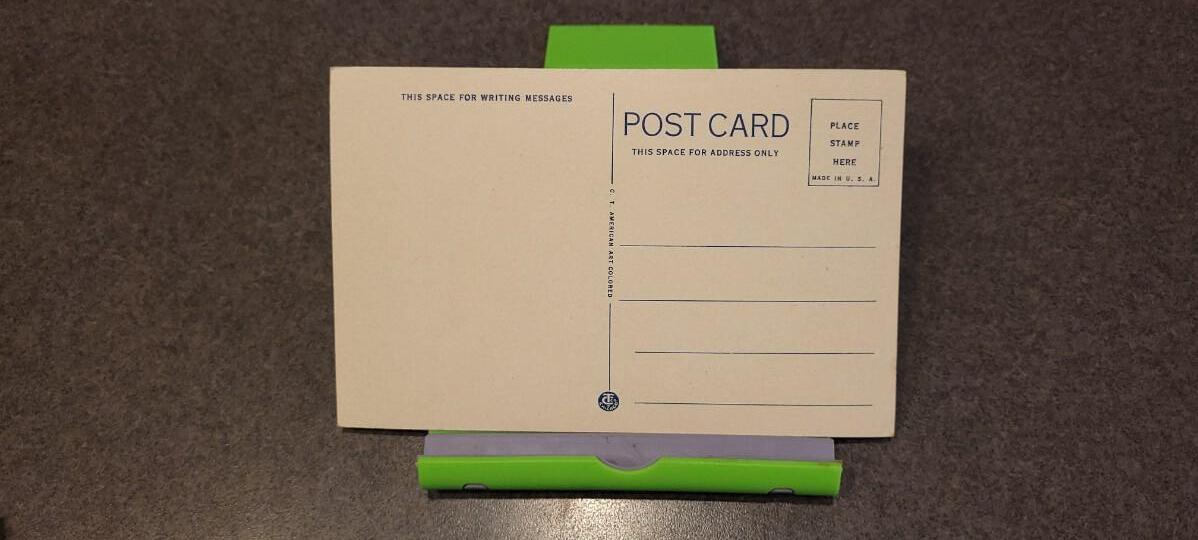 THIS SPACE FOR WRITING MESSAGES
POST CARD
THIS SPACE FOR ADDRESS ONLY
PLACE
STAMP
HERE
MADE IN U. S. A.
C. T. AMERICAN ART COLORED